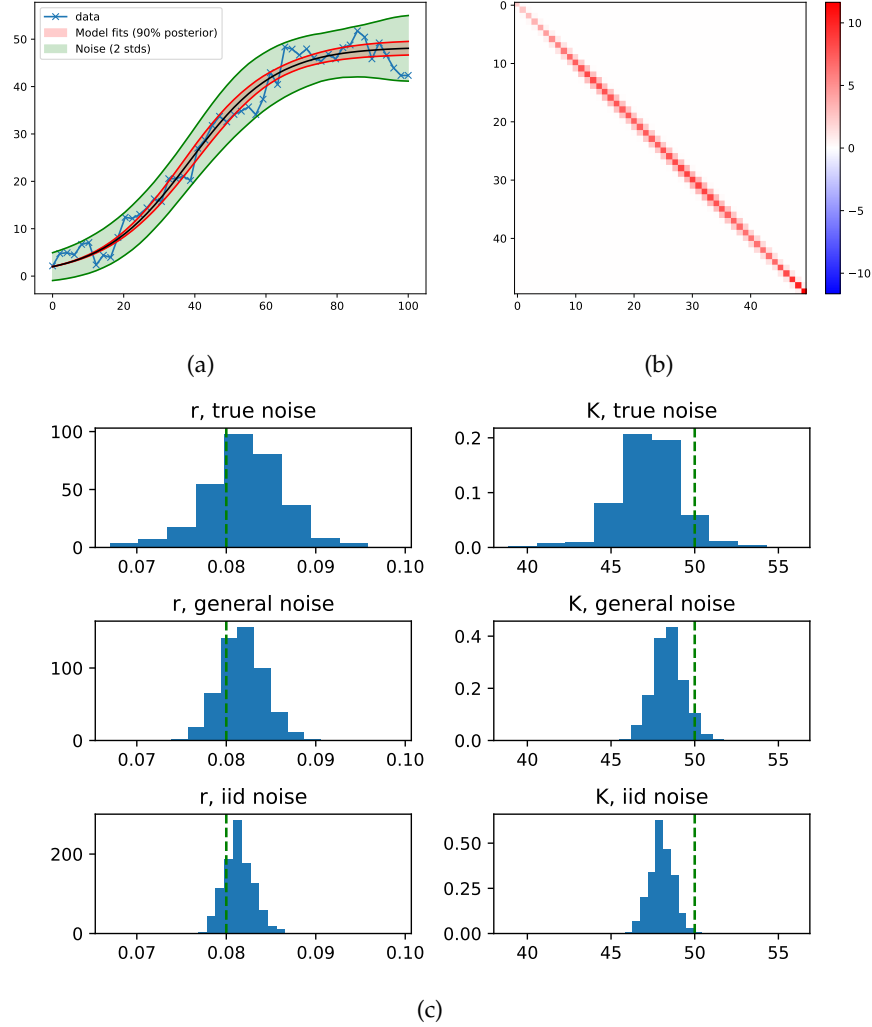 data
Model fits (90% posterior)
Noise (2 stds)
50
40
30
20
10
0
0 20 40 60 80 100
(a)
0
10
20
30
40
0 10 20 30 40
10
5
0
−5
−10
(b)
r, true noise
100
50
0
0.07 0.08 0.09 0.10
K, true noise
0.2
0.1
0.0
40 45 50 55
r, general noise
100
0
0.07 0.08 0.09 0.10
K, general noise
0.4
0.2
0.0
40 45 50 55
r, iid noise
200
0
0.07 0.08 0.09 0.10
K, iid noise
0.50
0.25
0.00
40 45 50 55
(c)